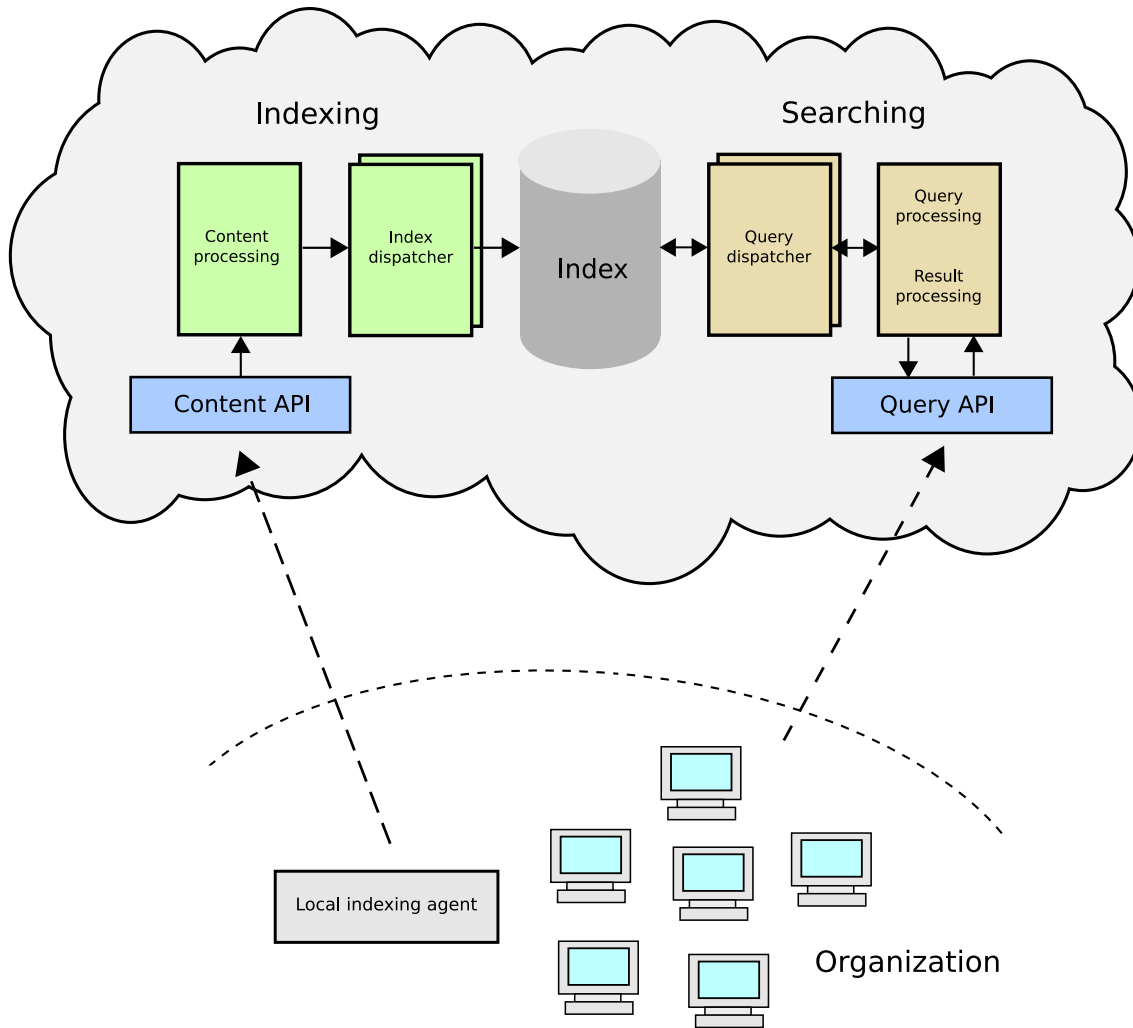 Indexing
Searching
Content
processing
Index
dispatcher
Index
Query
dispatcher
Query
processing
Result
processing
Content API
Query API
Local indexing agent
Organization